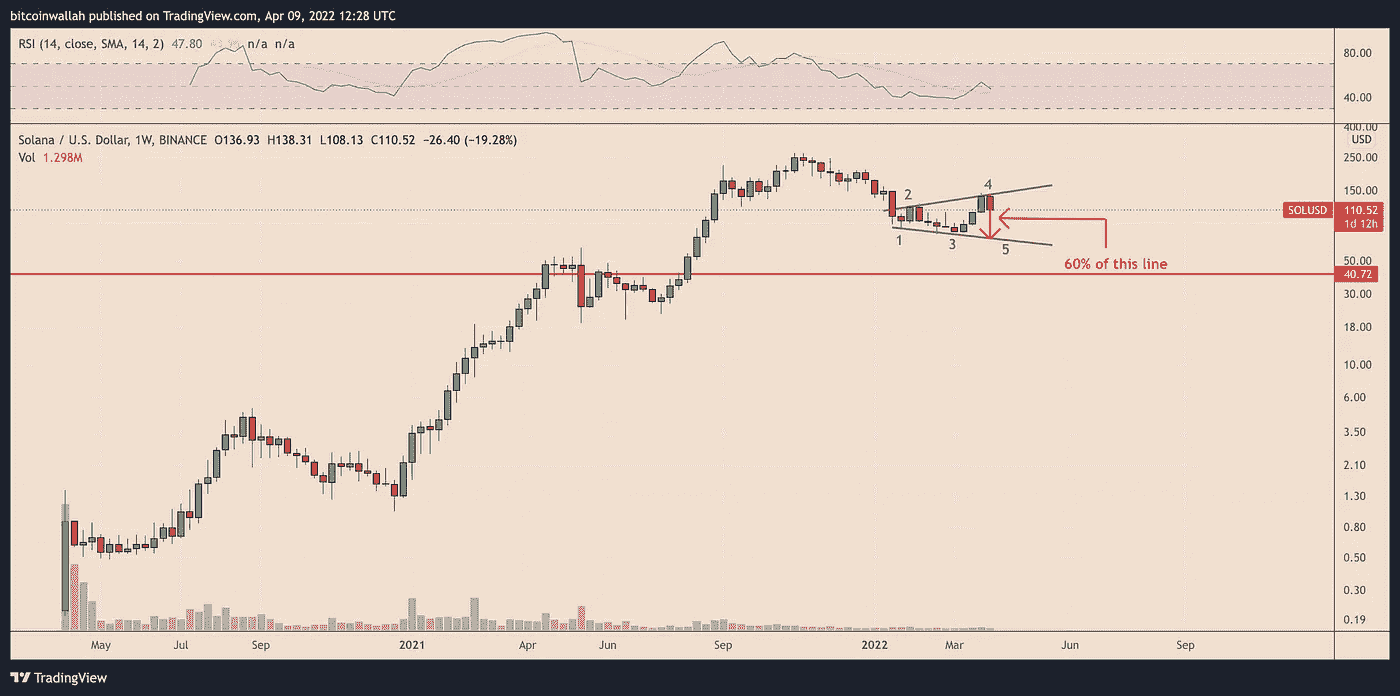 bitcoinwallah published on TradingView.com, Apr 09, 2022 12:28 UTC
RSI (14, close, SMA, 14, 2) 47.80 n/a n/a
80.00
40.00
Solana / U.S. Dollar, 1W, BINANCE O136.93 H138.31 L108.13 C110.52 −26.40 (−19.28%)
Vol 1.298M
400.00
USD
250.00
150.00
SOLUSD 110.52
1d 12h
50.00
40.72
30.00
18.00
10.00
6.00
3.50
2.10
1.30
0.80
0.50
0.30
0.19
2
4
1
3
5
60% of this line
May Jul Sep 2021 Apr Jun Sep 2022 Mar Jun Sep
TradingView